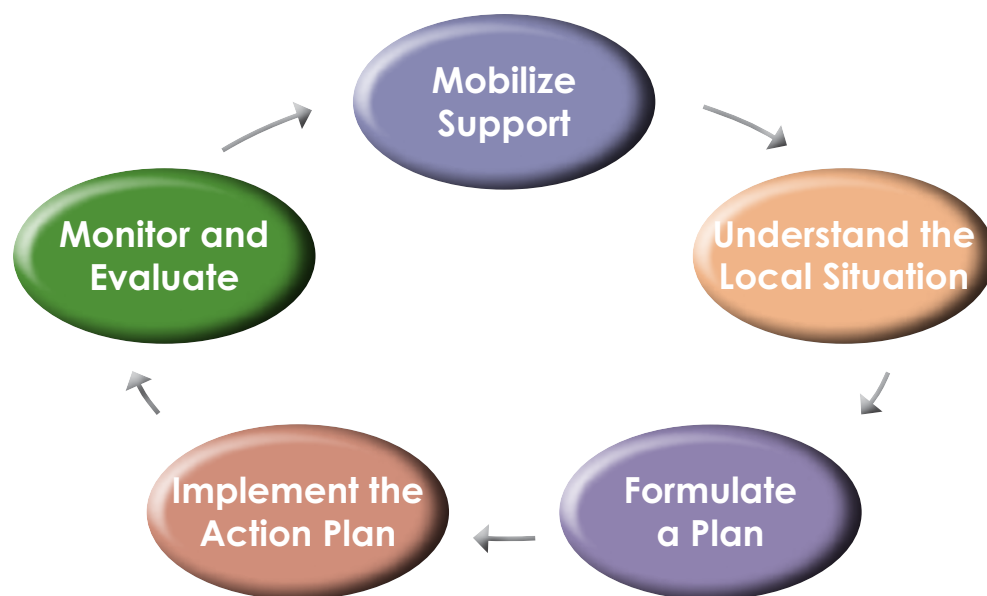 Mobilize
Support
Understand the
Local Situation
Formulate
a Plan
Implement the
Action Plan
Monitor and
Evaluate